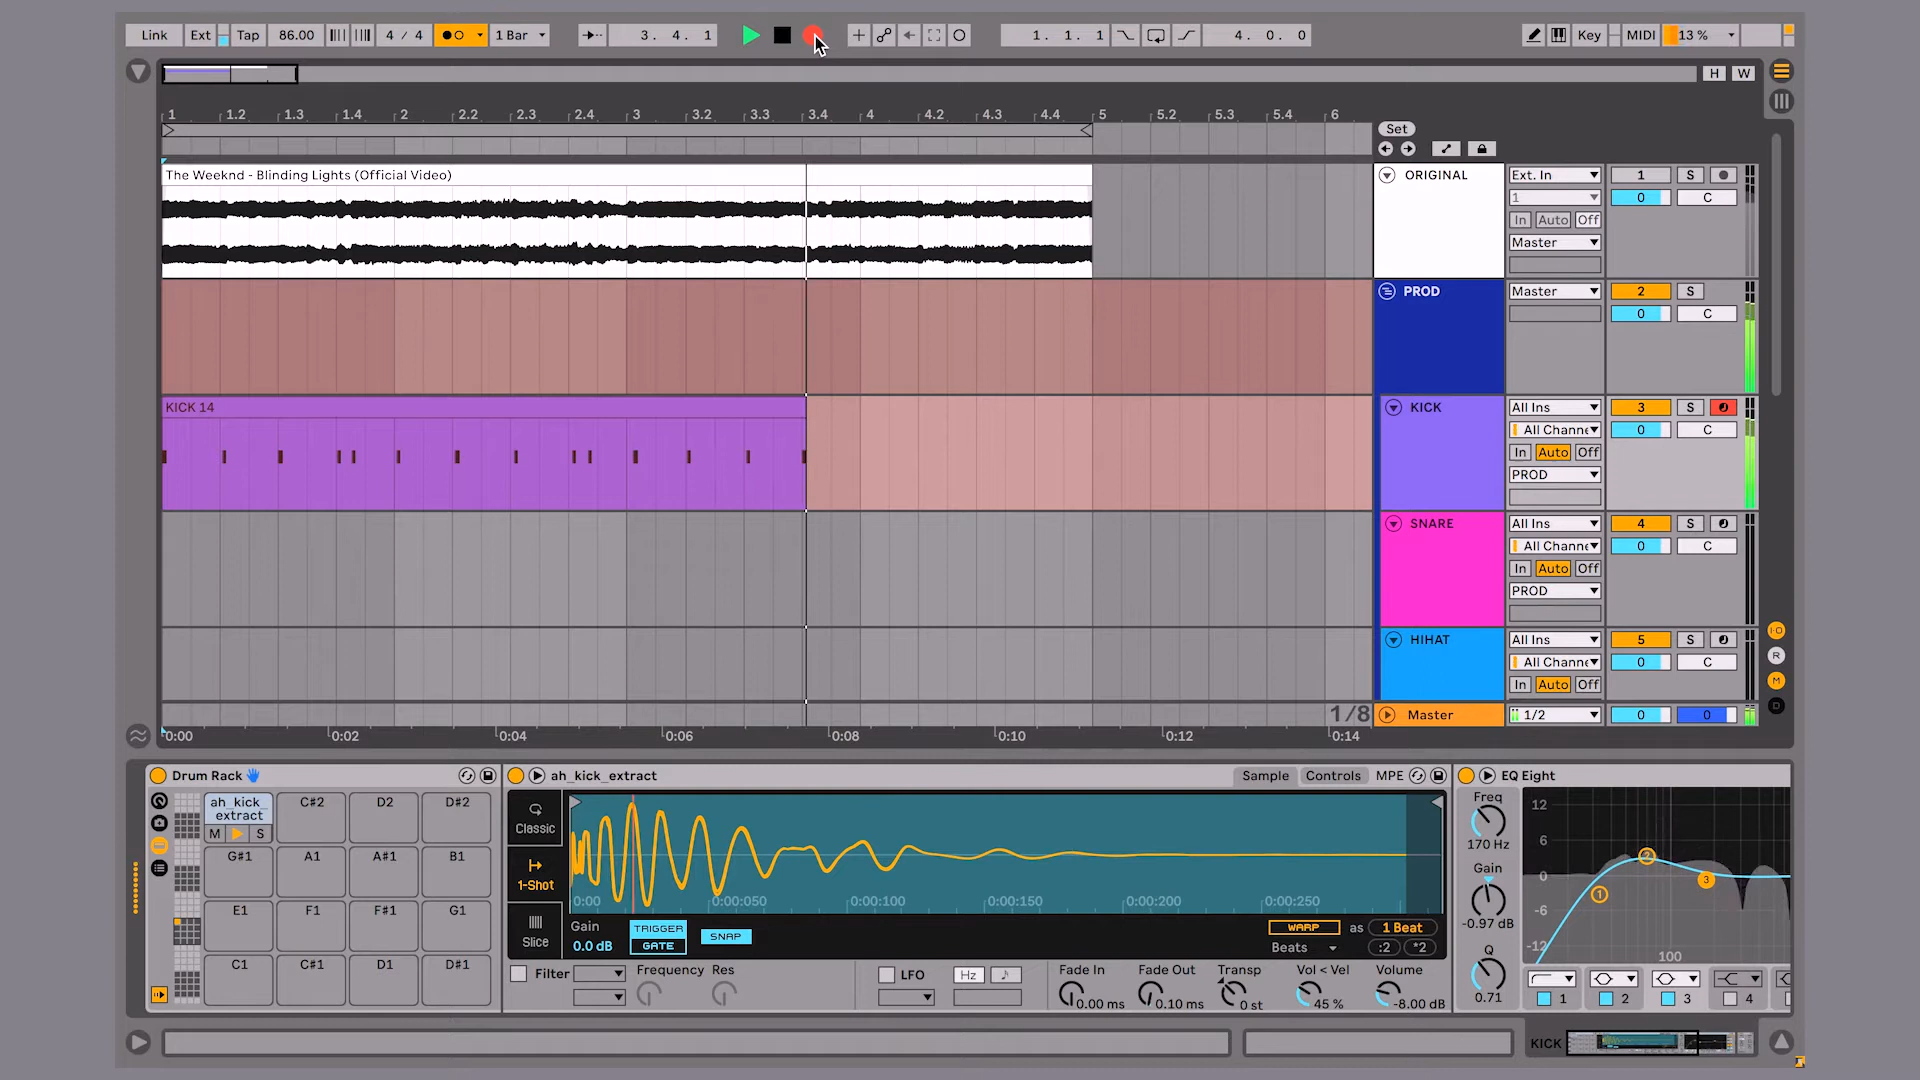 Link Ext Tap 86.00 4 / 4 1 Bar 3. 4. 1 1. 1. 1 4. 0. 0 Key MIDI 13 %
H W
1 1.2 1.3 1.4 2 2.2 2.3 2.4 3 3.2 3.3 3.4 4 4.2 4.3 4.4 5 5.2 5.3 5.4 6
Set
The Weeknd - Blinding Lights (Official Video)
ORIGINAL Ext. In 1 S
1 0 C
In Auto Off
Master
PROD Master 2 S
0 C
KICK 14
KICK All Ins 3 S
All Channe 0 C
In Auto Off
PROD
SNARE All Ins 4 S
All Channe 0 C
In Auto Off
PROD
HIHAT All Ins 5 S
All Channe 0 C
In Auto Off
1/8 Master 1/2 0 0
0:00 0:02 0:04 0:06 0:08 0:10 0:12 0:14
I·O
R
M
D
Drum Rack
ah_kick_extract Sample Controls MPE
EQ Eight
ah_kick_
extract
M S
C#2 D2 D#2
G#1 A1 A#1 B1
E1 F1 F#1 G1
C1 C#1 D1 D#1
Classic
1-Shot
Slice
0:00 0:00:050 0:00:100 0:00:150 0:00:200 0:00:250
Gain
0.0 dB
TRIGGER
GATE
SNAP
WARP as 1 Beat
Beats :2 *2
Filter Frequency Res
LFO Hz
Fade In Fade Out Transp Vol < Vel Volume
0.00 ms 0.10 ms 0 st 45 % -8.00 dB
Freq
170 Hz
Gain
-0.97 dB
Q
0.71
12
6
0
-6
-12
100
1 2 3
1 2 3 4
KICK